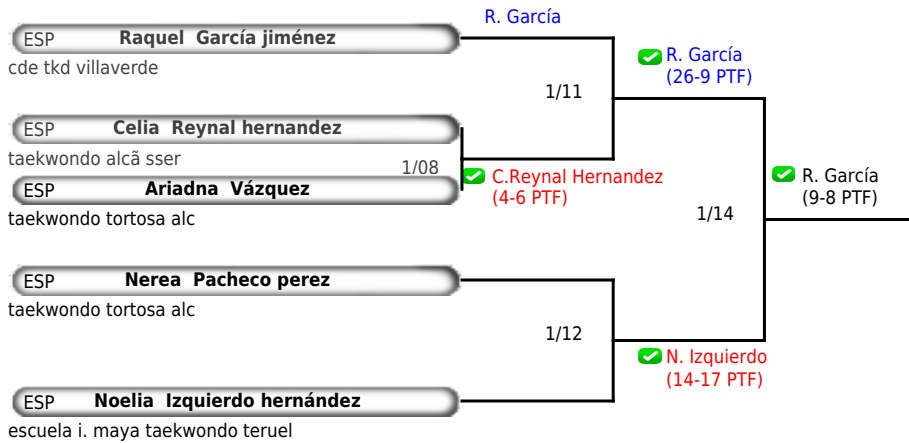 R. García
ESP Raquel García jiménez
cde tkd villaverde
R. García
(26-9 PTF)
1/11
ESP Celia Reynal hernandez
taekwondo alcã sser
1/08
C.Reynal Hernandez
(4-6 PTF)
ESP Ariadna Vázquez
taekwondo tortosa alc
R. García
(9-8 PTF)
1/14
ESP Nerea Pacheco perez
taekwondo tortosa alc
1/12
N. Izquierdo
(14-17 PTF)
ESP Noelia Izquierdo hernández
escuela i. maya taekwondo teruel